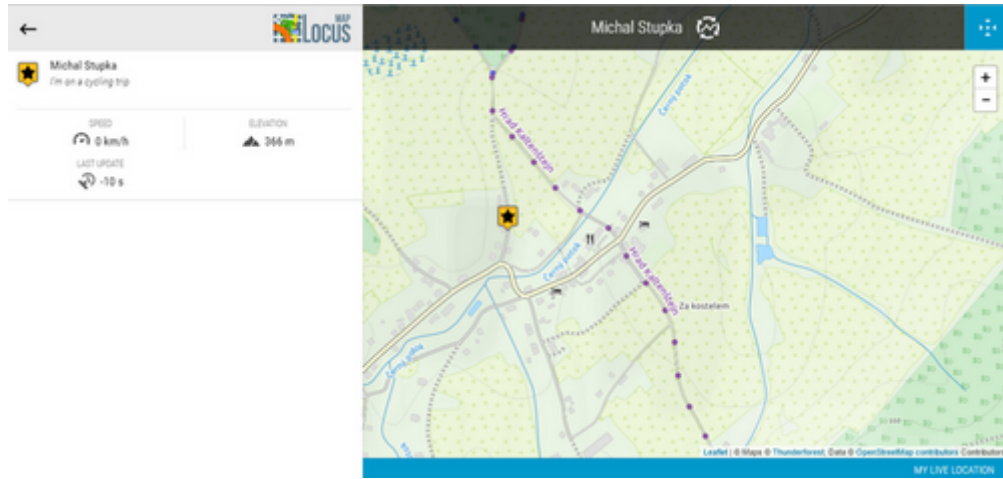 MAP
Locus
Michal Stupka
I'm on a cycling trip
SPEED
0 km/h
ELEVATION
366 m
LAST UPDATE
-10 s
Michal Stupka
+
-
Černý potok
Hrad Kaltenštejn
Černý potok
Hrad Kaltenštejn
Za kostelem
Černý potok
Leaflet | © Maps © Thunderforest, Data © OpenStreetMap contributors Contributors
MY LIVE LOCATION